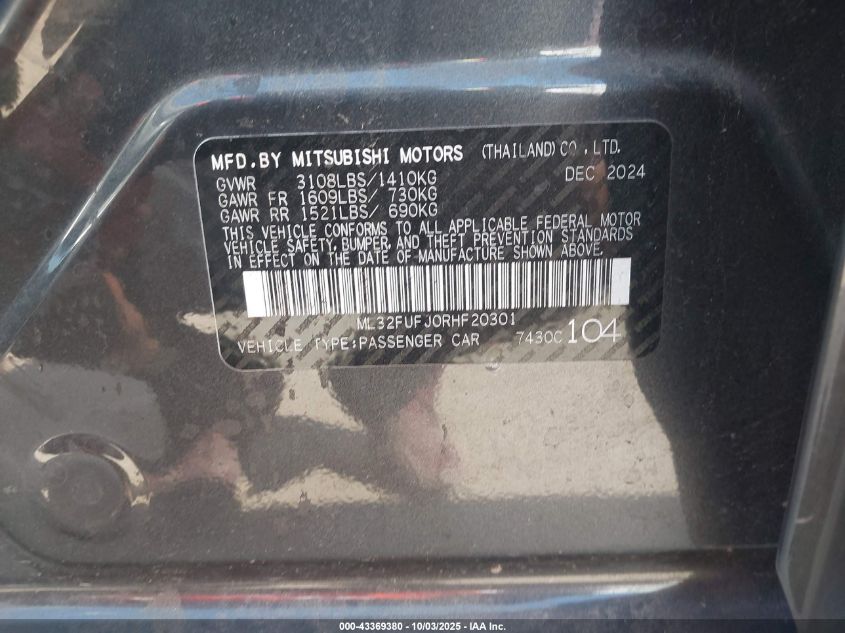 MFD.BY MITSUBISHI MOTORS (THAILAND) CO.,LTD.
GVWR 3108LBS/1410KG DEC 2024
GAWR FR 1609LBS/ 730KG
GAWR RR 1521LBS/ 690KG
THIS VEHICLE CONFORMS TO ALL APPLICABLE FEDERAL MOTOR
VEHICLE SAFETY, BUMPER, AND THEFT PREVENTION STANDARDS
IN EFFECT ON THE DATE OF MANUFACTURE SHOWN ABOVE.
ML32FUFJ0RHF20301
VEHICLE TYPE:PASSENGER CAR 7430C 104
000-43369380 - 10/03/2025 - IAA Inc.